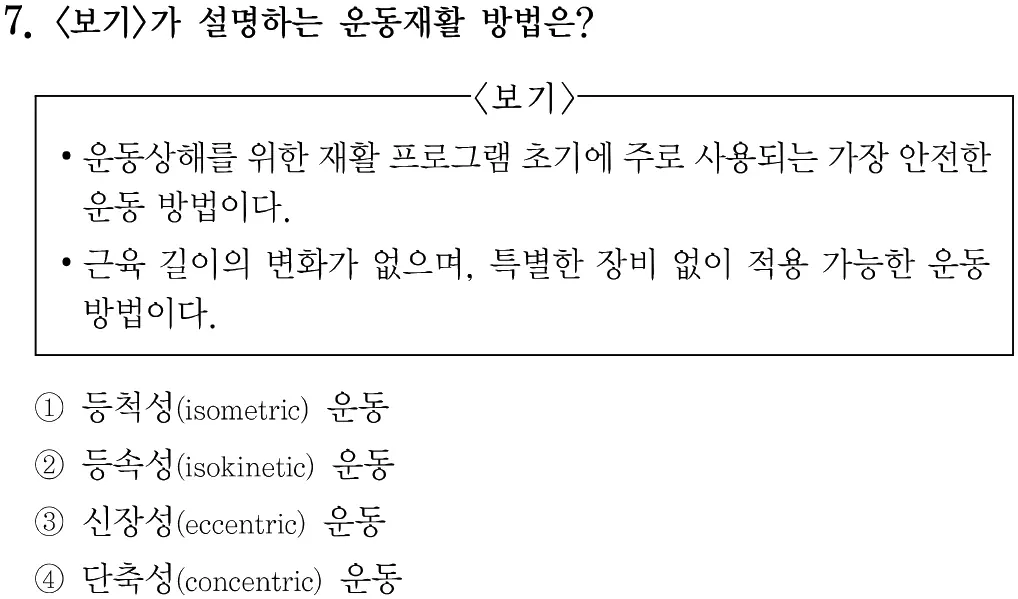 7. 〈보기〉가 설명하는 운동재활 방법은?
〈보기〉
• 운동상해를 위한 재활 프로그램 초기에 주로 사용되는 가장 안전한
운동 방법이다.
• 근육 길이의 변화가 없으며, 특별한 장비 없이 적용 가능한 운동
방법이다.
① 등척성(isometric) 운동
② 등속성(isokinetic) 운동
③ 신장성(eccentric) 운동
④ 단축성(concentric) 운동